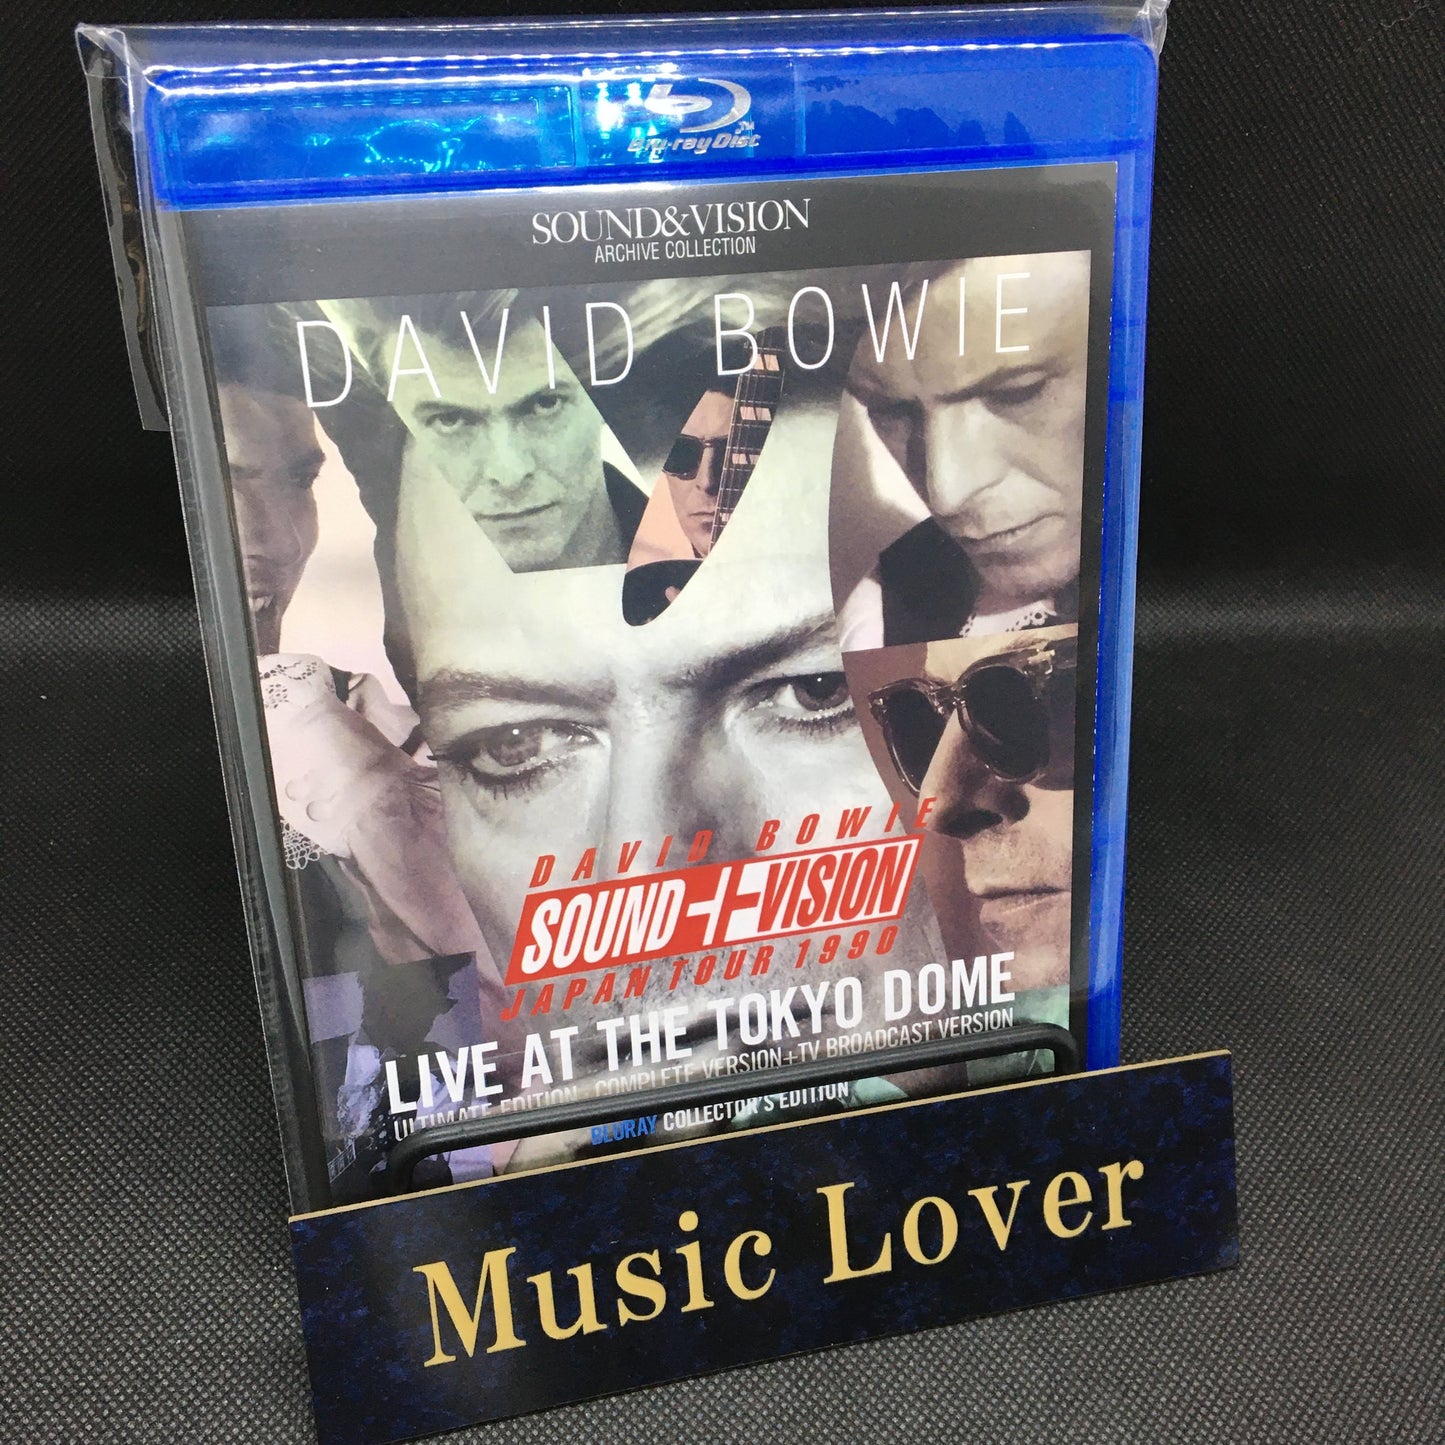 Blu-ray Disc
TM
SOUND&VISION
ARCHIVE COLLECTION
DAVID BOWIE
DAVID BOWIE
SOUND+VISION
JAPAN TOUR 1990
LIVE AT THE TOKYO DOME
ULTIMATE EDITION COMPLETE VERSION+TV BROADCAST VERSION
BLURAY COLLECTOR'S EDITION
Music Lover